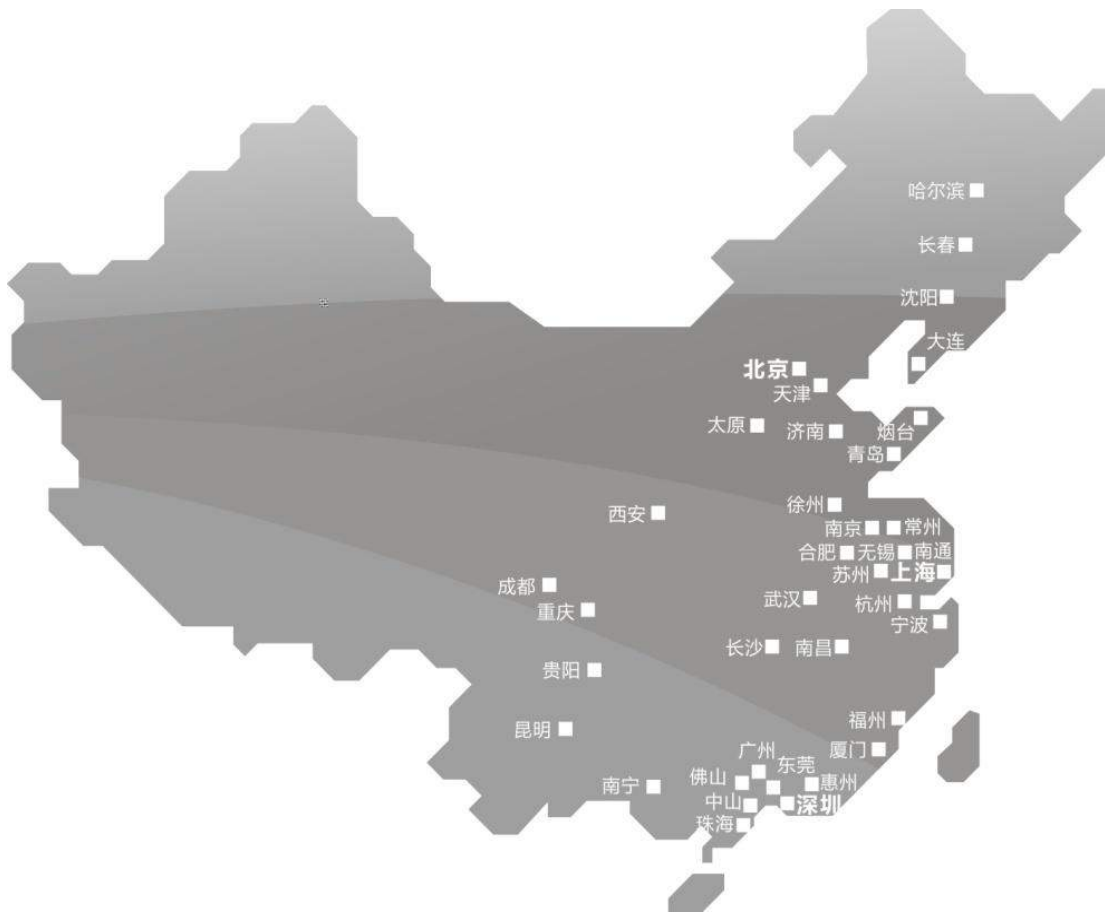 哈尔滨
长春
沈阳
大连
北京
天津
太原
济南
烟台
青岛
徐州
西安
南京
常州
合肥
无锡
南通
苏州
上海
成都
重庆
武汉
杭州
宁波
长沙
南昌
贵阳
福州
昆明
厦门
广州
东莞
佛山
惠州
南宁
中山
深圳
珠海